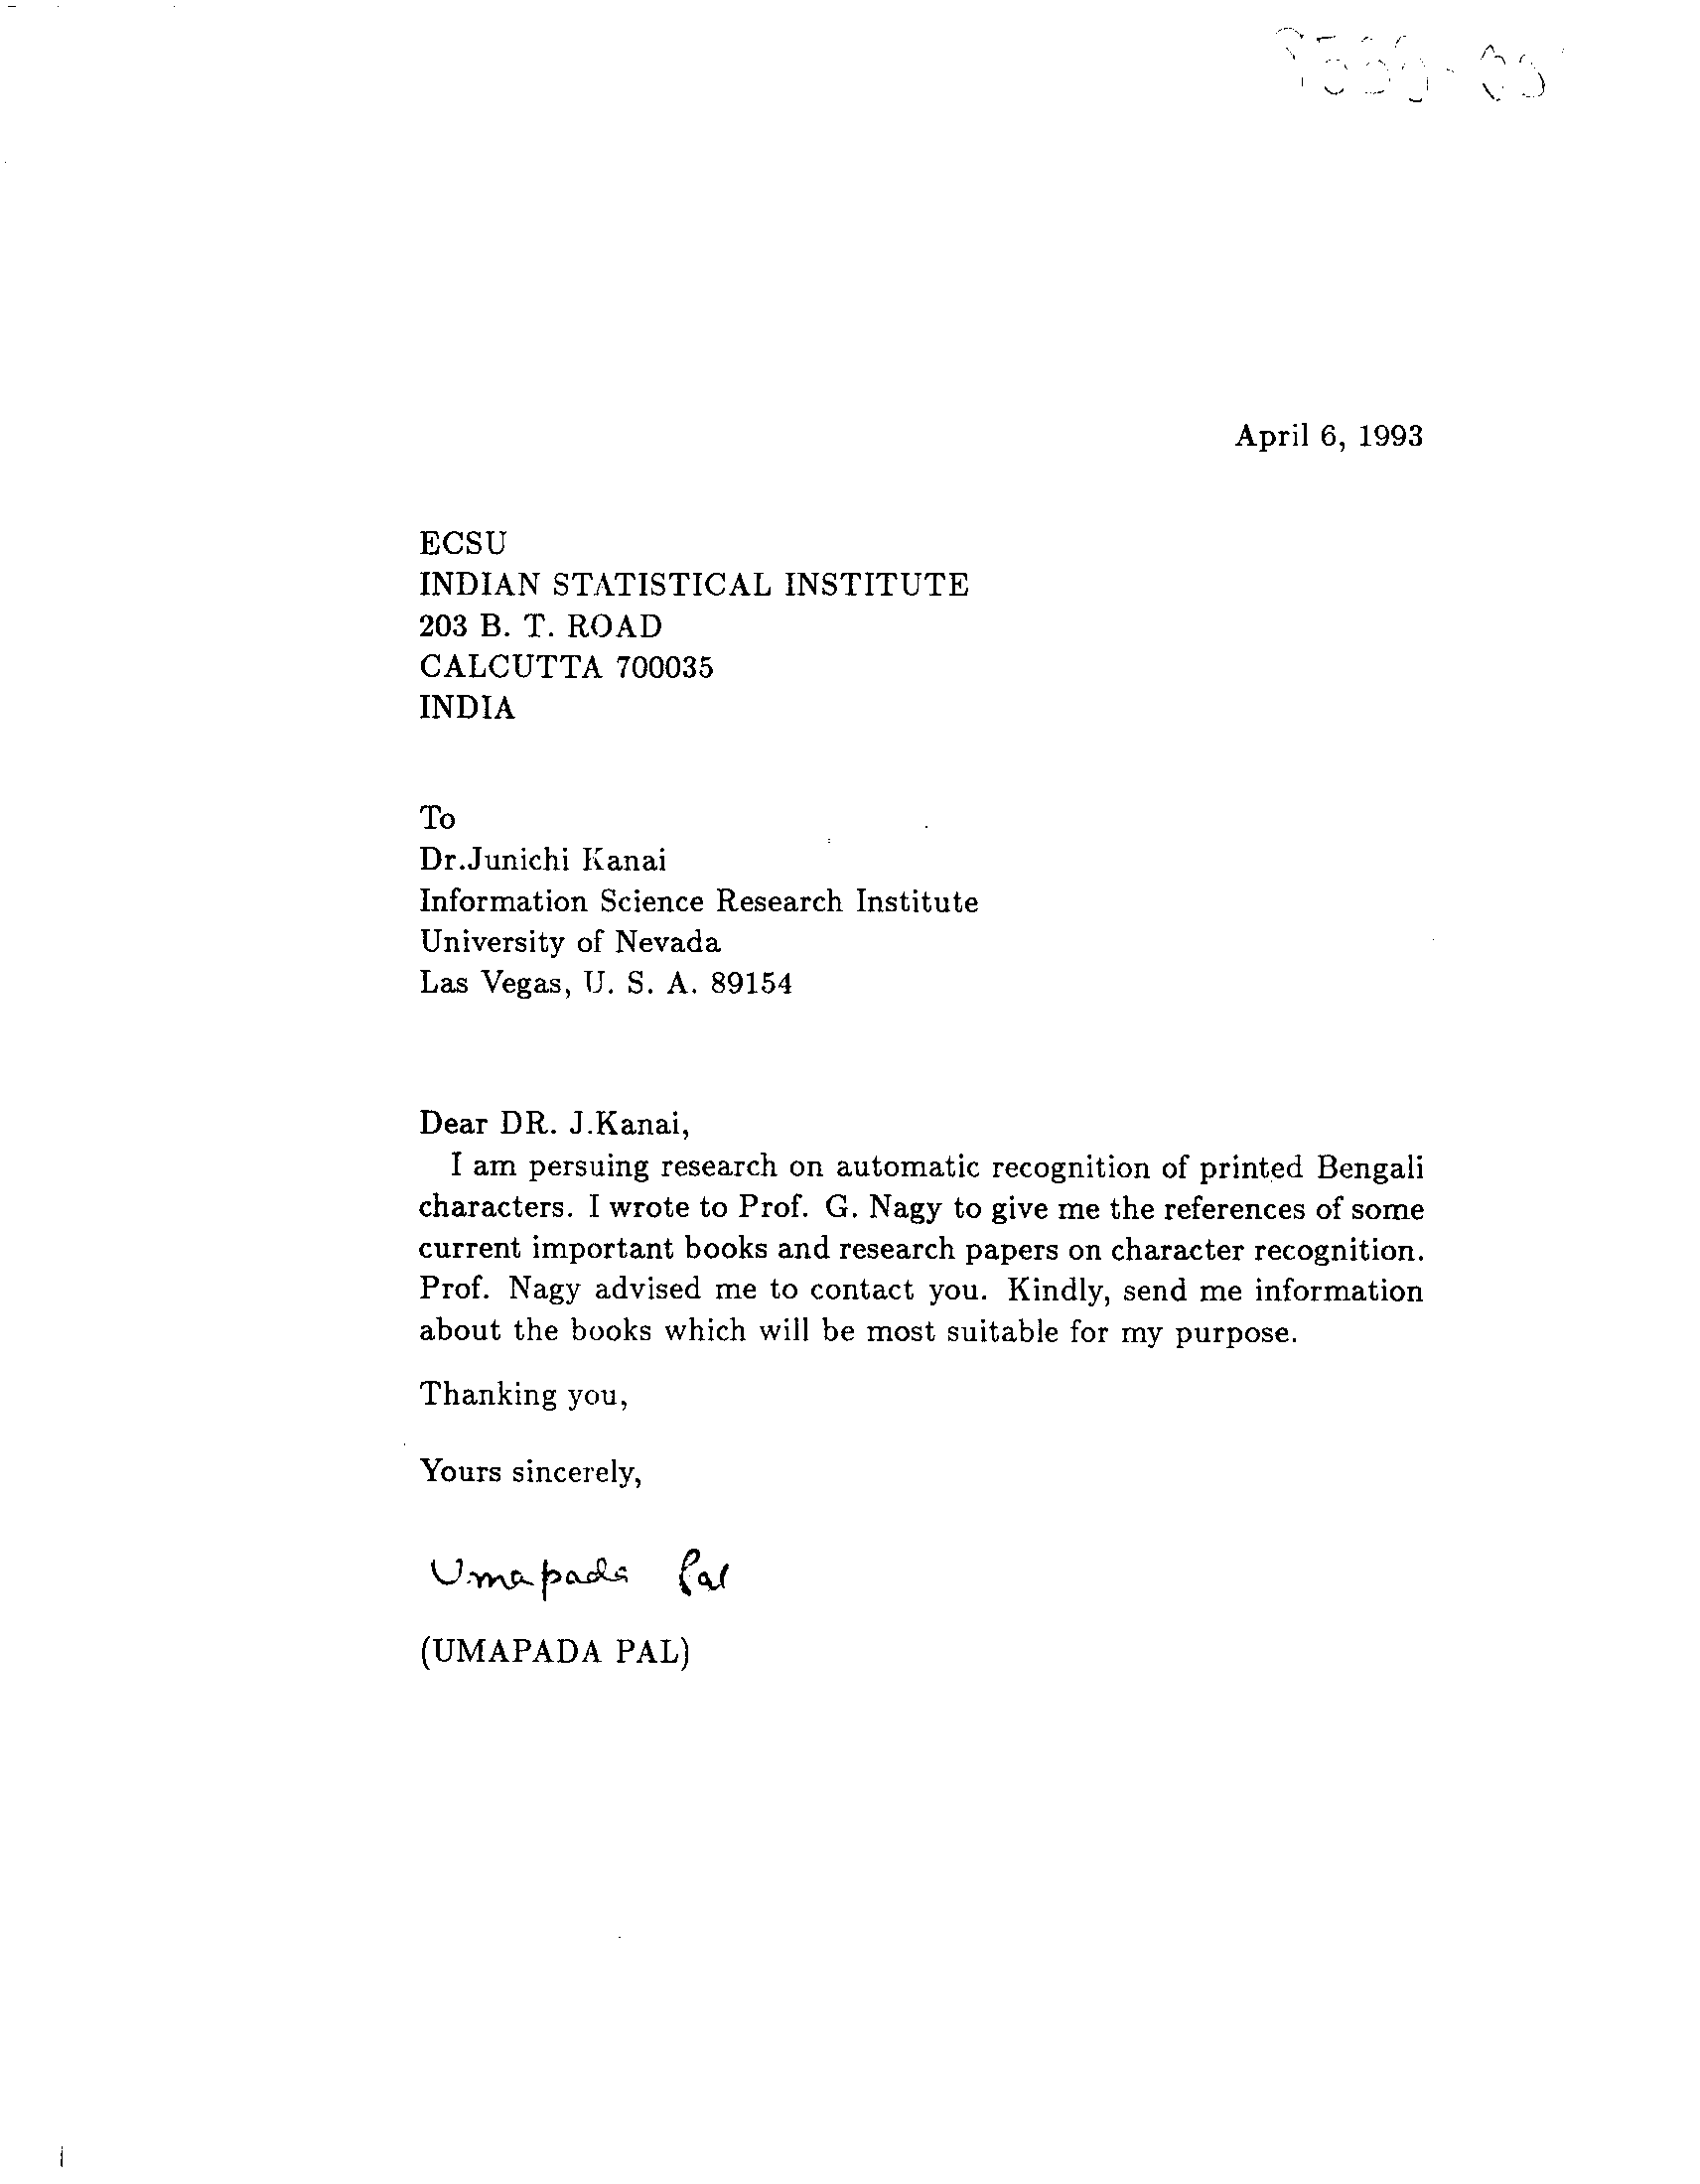 April 6, 1993
ECSU
INDIAN STATISTICAL INSTITUTE
203 B. T. ROAD
CALCUTTA 700035
INDIA
To
Dr.Junichi Kanai
Information Science Research Institute
University of Nevada
Las Vegas, U. S. A. 89154
Dear DR. J.Kanai,
I am persuing research on automatic recognition of printed Bengali
characters. I wrote to Prof. G. Nagy to give me the references of some
current important books and research papers on character recognition.
Prof. Nagy advised me to contact you. Kindly, send me information
about the books which will be most suitable for my purpose.
Thanking you,
Yours sincerely,
Umapada Pal
(UMAPADA PAL)